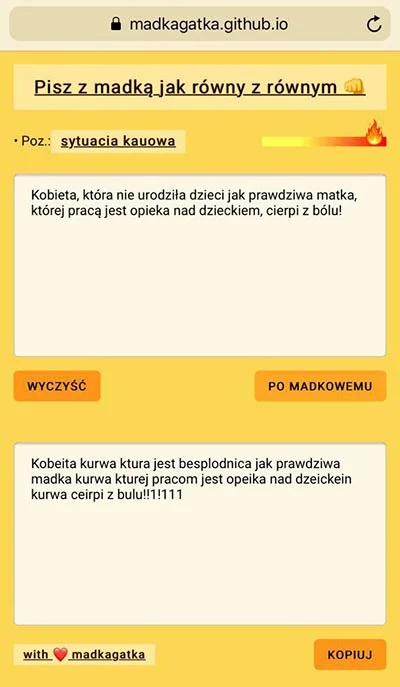 madkagatka.github.io
Pisz z madką jak równy z równym 👊
• Poz.: sytuacia kauowa
Kobieta, która nie urodziła dzieci jak prawdziwa matka,
której pracą jest opieka nad dzieckiem, cierpi z bólu!
WYCZYŚĆ
PO MADKOWEMU
Kobeita kurwa ktura jest besplodnica jak prawdziwa
madka kurwa kturej pracom jest opeika nad dzeickein
kurwa ceirpi z bulu!!1!111
with ❤️ madkagatka
KOPIUJ